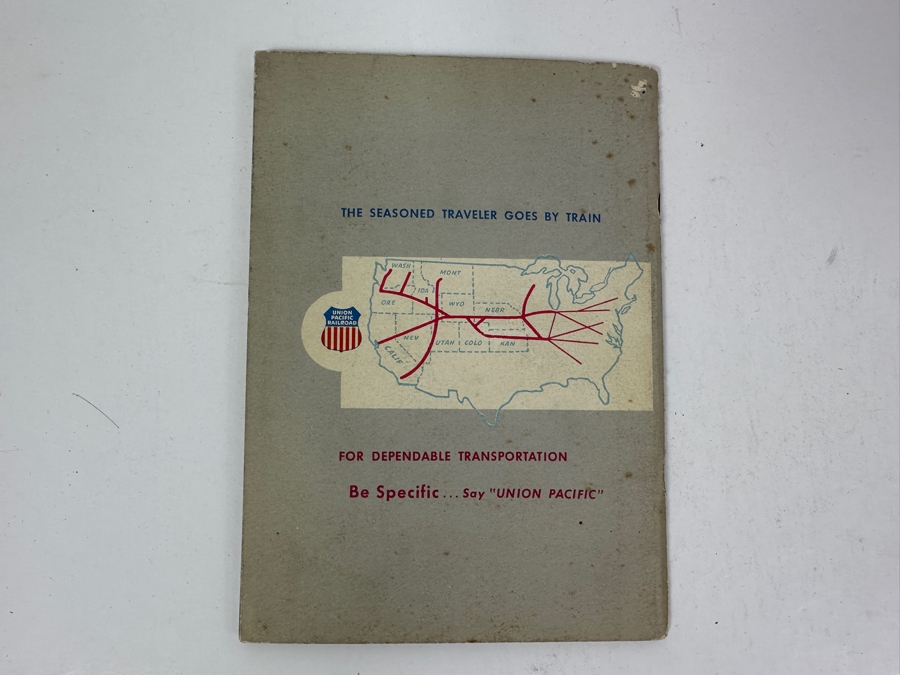 THE SEASONED TRAVELER GOES BY TRAIN
WASH
MONT
IDA
ORE
WYO
NEBR
NEV
UTAH
COLO
KAN
CALIF
UNION
PACIFIC
RAILROAD
FOR DEPENDABLE TRANSPORTATION
Be Specific... Say "UNION PACIFIC"